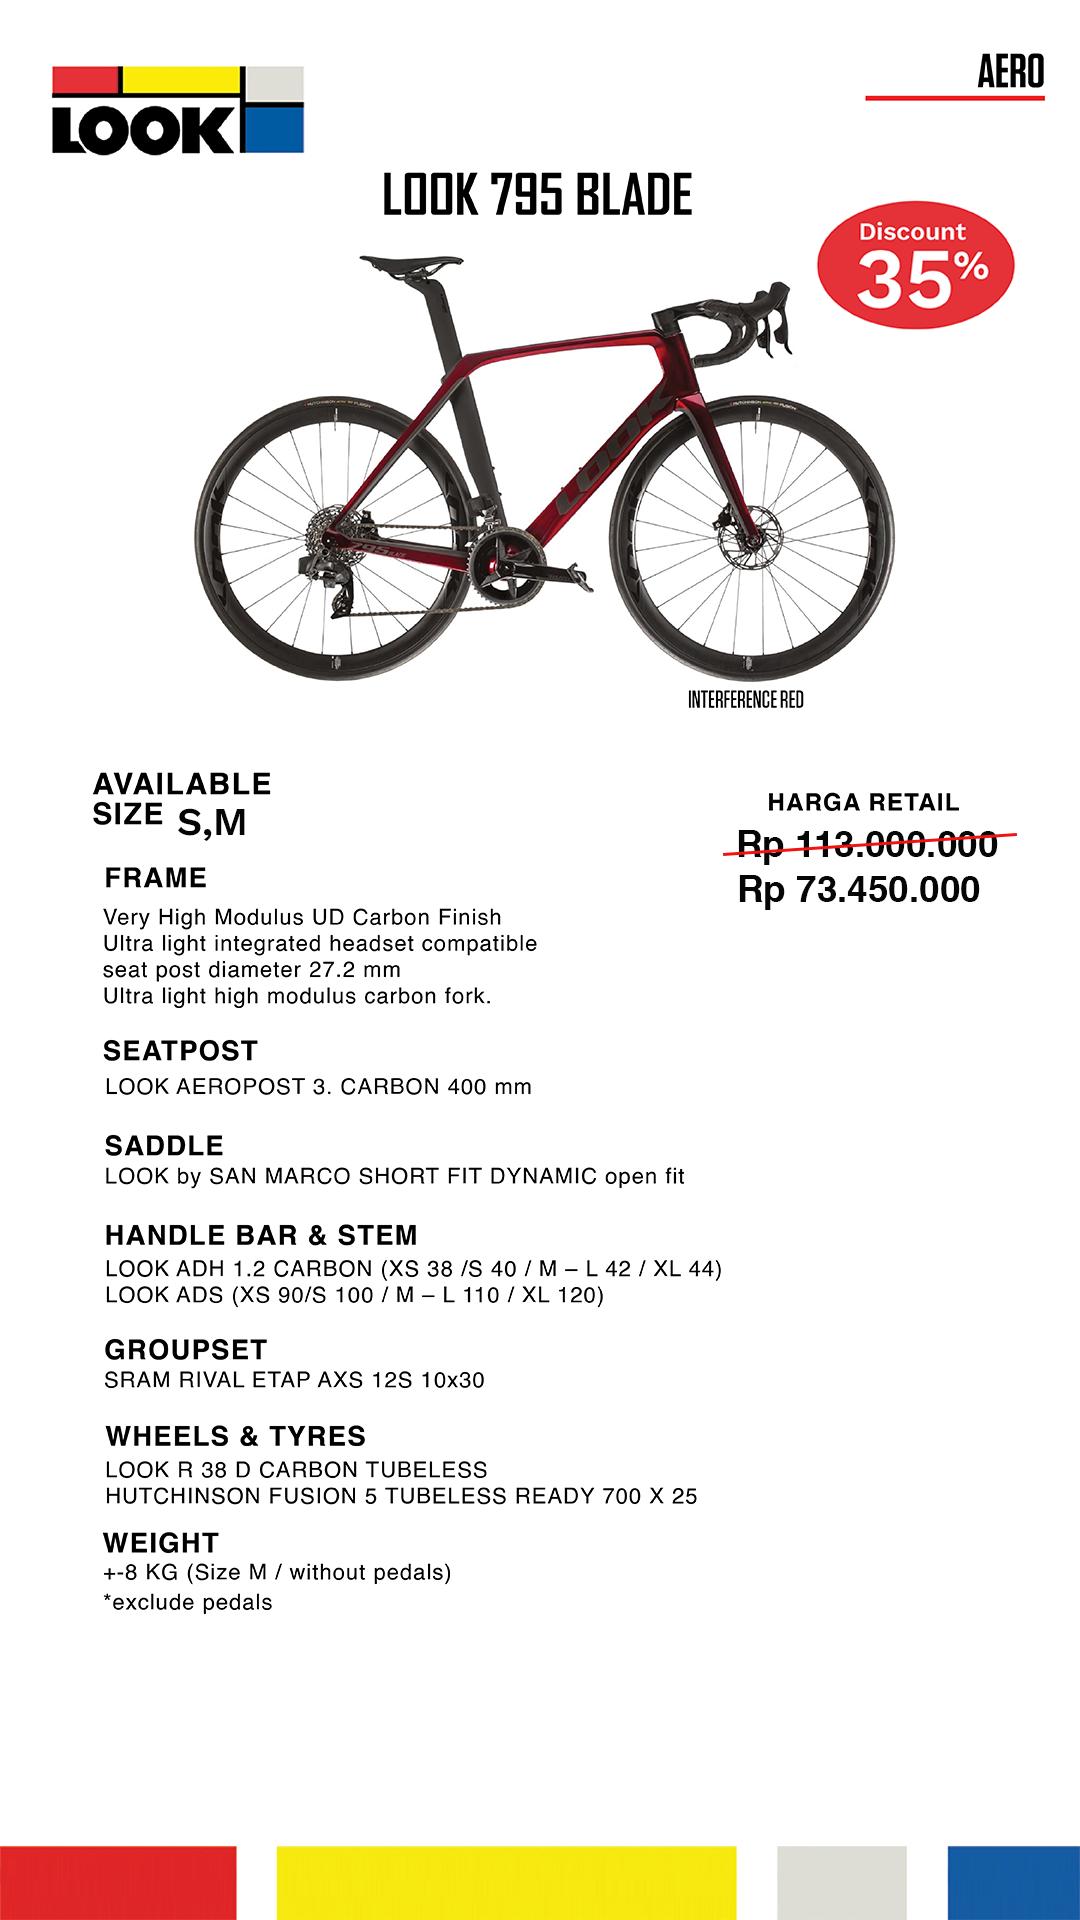 AERO
LOOK
LOOK 795 BLADE
Discount
35%
LOOK
795 BLADE
INTERFERENCE RED
AVAILABLE
SIZE S,M
HARGA RETAIL
Rp 113.000.000
Rp 73.450.000
FRAME
Very High Modulus UD Carbon Finish
Ultra light integrated headset compatible
seat post diameter 27.2 mm
Ultra light high modulus carbon fork.
SEATPOST
LOOK AEROPOST 3. CARBON 400 mm
SADDLE
LOOK by SAN MARCO SHORT FIT DYNAMIC open fit
HANDLE BAR & STEM
LOOK ADH 1.2 CARBON (XS 38 /S 40 / M – L 42 / XL 44)
LOOK ADS (XS 90/S 100 / M – L 110 / XL 120)
GROUPSET
SRAM RIVAL ETAP AXS 12S 10x30
WHEELS & TYRES
LOOK R 38 D CARBON TUBELESS
HUTCHINSON FUSION 5 TUBELESS READY 700 X 25
WEIGHT
+-8 KG (Size M / without pedals)
*exclude pedals